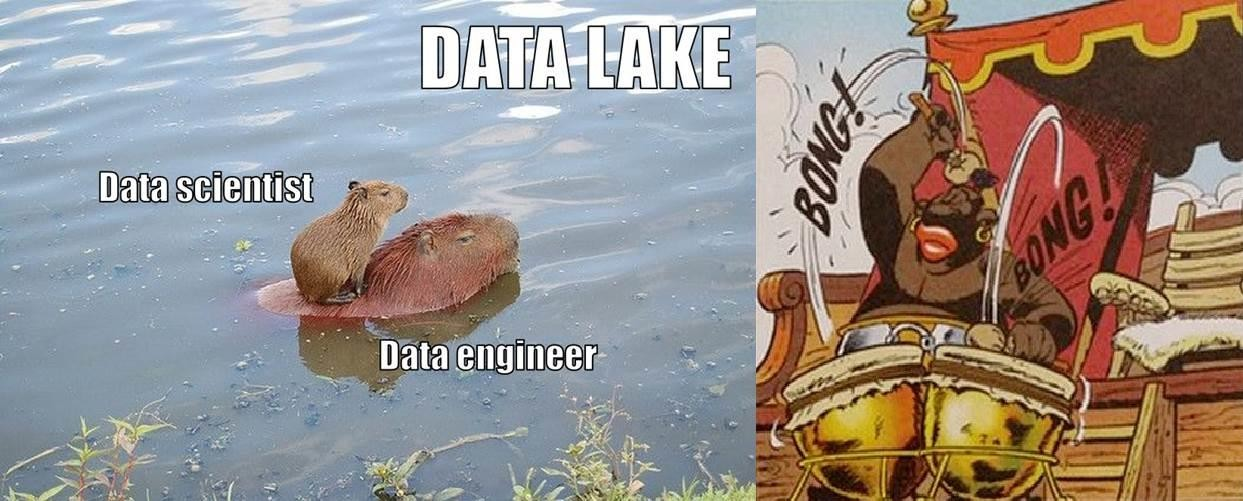 DATA LAKE
Data scientist
Data engineer
BONG!
BONG!